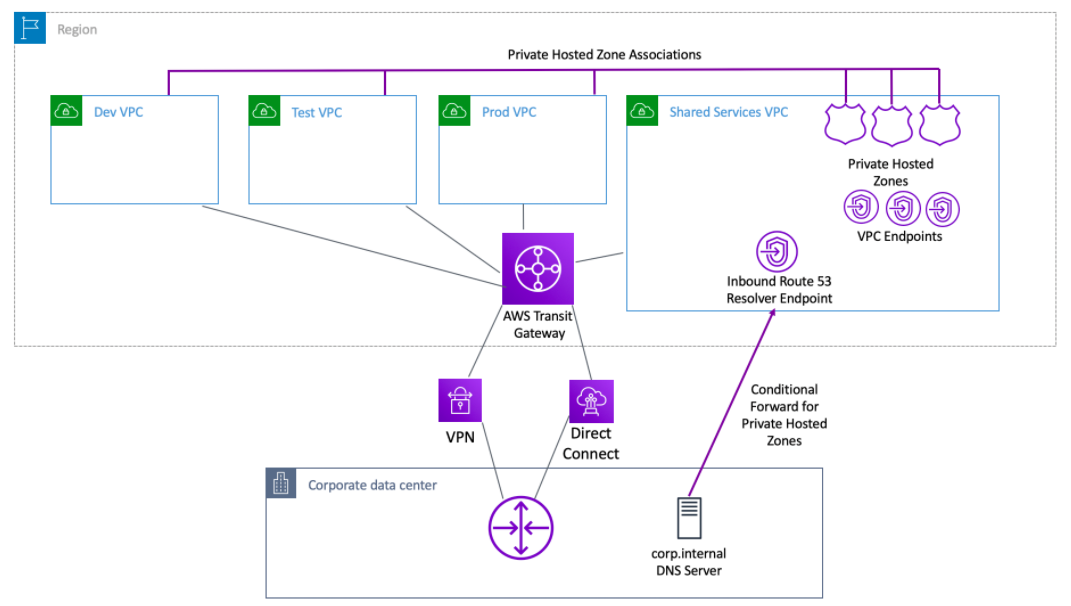 Region
Private Hosted Zone Associations
Dev VPC
Test VPC
Prod VPC
Shared Services VPC
Private Hosted
Zones
VPC Endpoints
Inbound Route 53
Resolver Endpoint
AWS Transit
Gateway
VPN
Direct
Connect
Conditional
Forward for
Private Hosted
Zones
Corporate data center
corp.internal
DNS Server